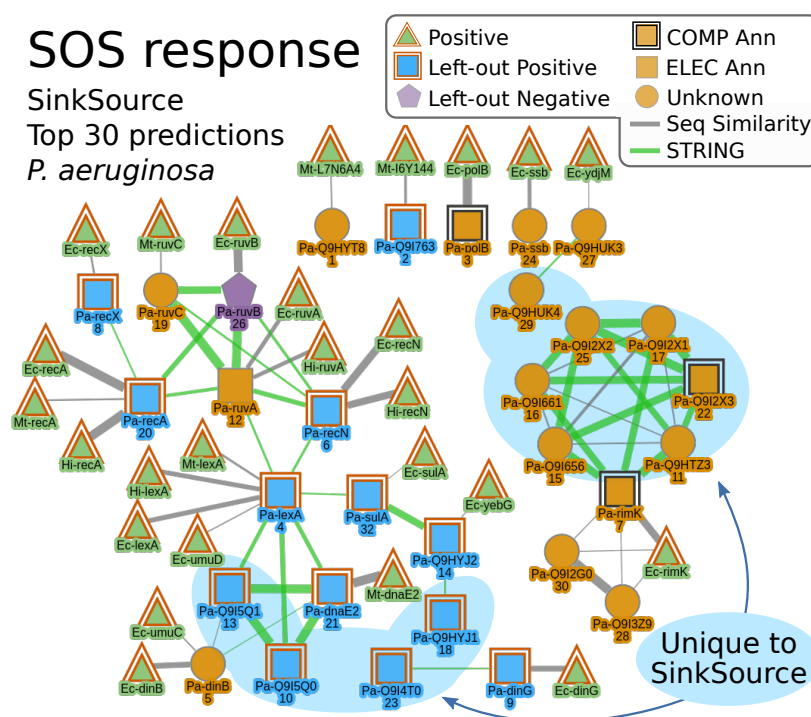 SOS response
SinkSource
Top 30 predictions
P. aeruginosa
Positive
Left-out Positive
Left-out Negative
COMP Ann
ELEC Ann
Unknown
Seq Similarity
STRING
Mt-L7N6A4
Mt-I6Y144
Ec-polB
Ec-ssb
Ec-ydjM
Pa-Q9HYT8
1
Pa-Q9I763
2
Pa-polB
3
Pa-ssb
24
Pa-Q9HUK3
27
Ec-recX
Mt-ruvC
Ec-ruvB
Pa-recX
8
Pa-ruvC
19
Pa-ruvB
26
Ec-ruvA
Pa-Q9HUK4
29
Ec-recN
Hi-ruvA
Pa-Q9I2X2
25
Pa-Q9I2X1
17
Ec-recA
Mt-recA
Hi-recA
Pa-recA
20
Pa-ruvA
12
Pa-recN
6
Hi-recN
Pa-Q9I661
16
Pa-Q9I2X3
22
Pa-Q9I656
15
Pa-Q9HTZ3
11
Mt-lexA
Hi-lexA
Ec-lexA
Ec-umuD
Pa-lexA
4
Ec-sulA
Pa-sulA
32
Ec-yebG
Pa-Q9HYJ2
14
Pa-rimK
7
Pa-Q9I2G0
30
Ec-rimK
Pa-Q9I3Z9
28
Pa-Q9I5Q1
13
Pa-dnaE2
21
Mt-dnaE2
Pa-Q9HYJ1
18
Ec-umuC
Ec-dinB
Pa-dinB
5
Pa-Q9I5Q0
10
Pa-Q9I4T0
23
Pa-dinG
9
Ec-dinG
Unique to
SinkSource